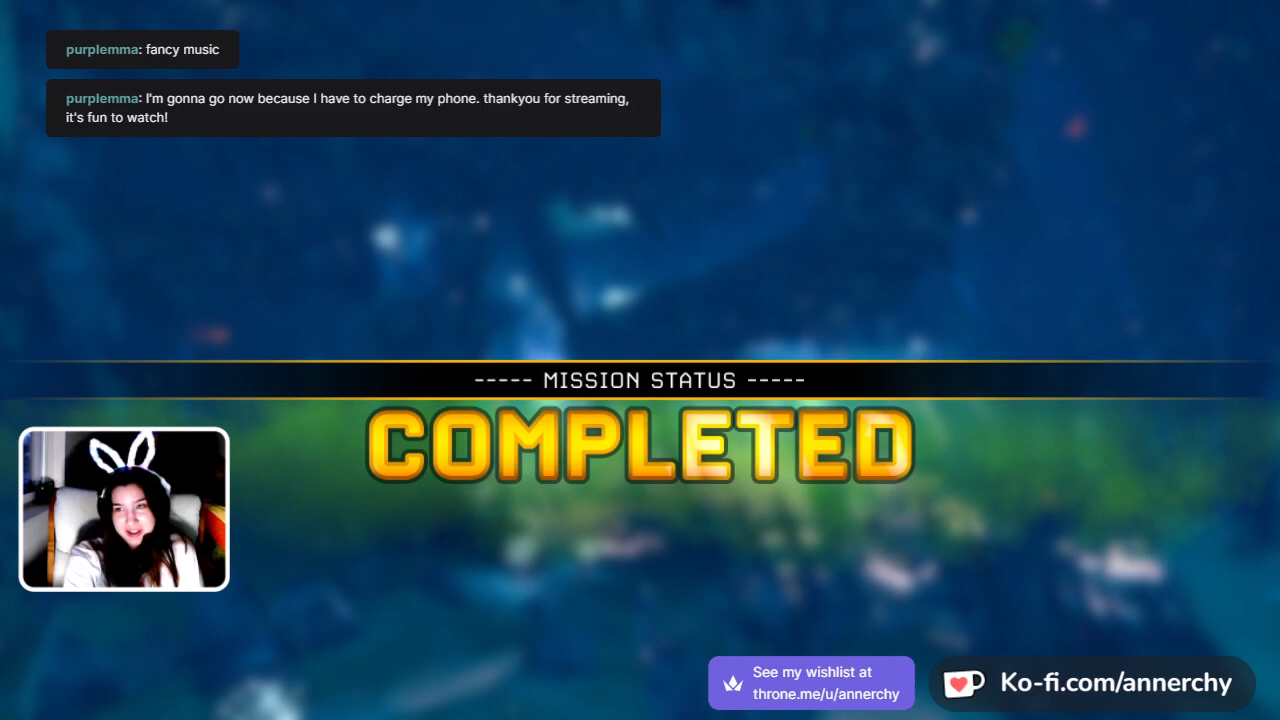 purplemma: fancy music
purplemma: I'm gonna go now because I have to charge my phone. thankyou for streaming,
it's fun to watch!
----- MISSION STATUS -----
COMPLETED
See my wishlist at
throne.me/u/annerchy
Ko-fi.com/annerchy